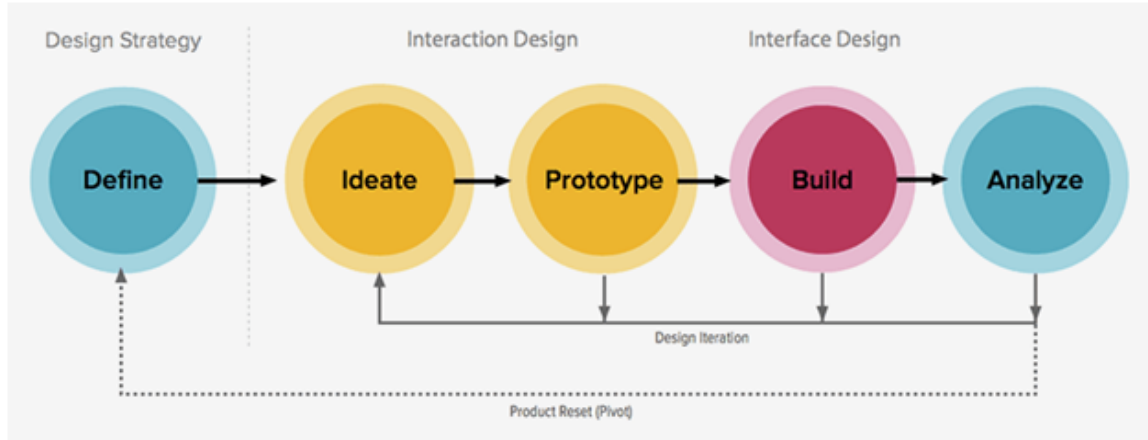 Design Strategy
Interaction Design
Interface Design
Define
Ideate
Prototype
Build
Analyze
Design Iteration
Product Reset (Pivot)